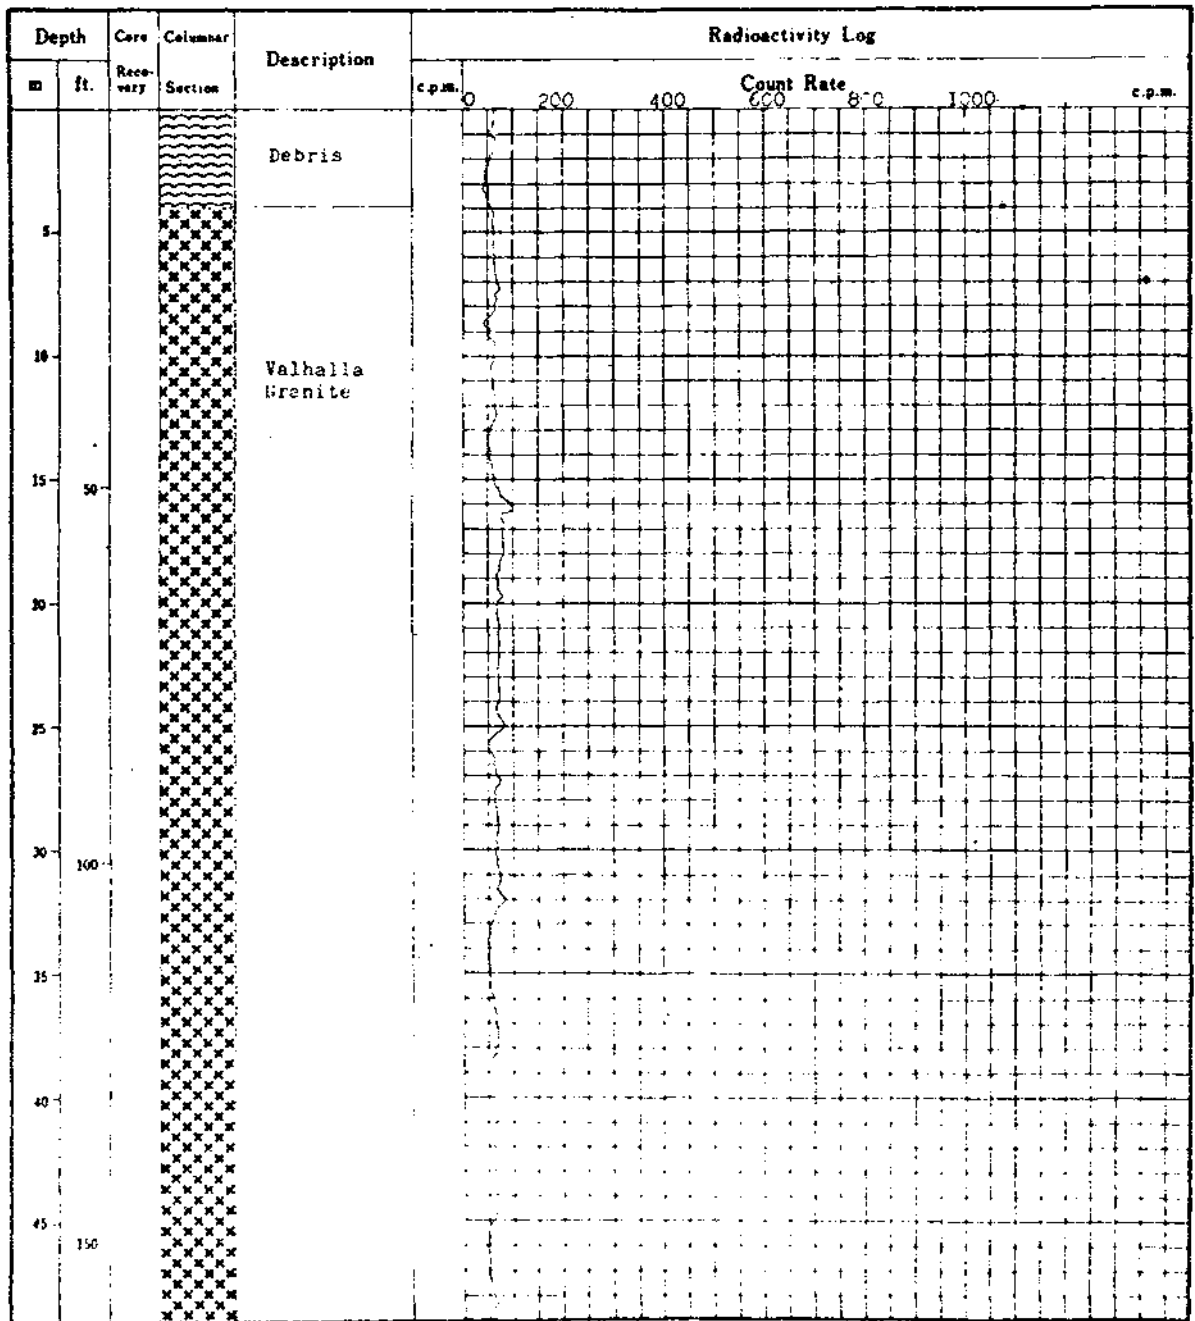 Depth
Core
Recovery
Columnar
Section
Description
Radioactivity Log
m
ft.
c.p.m.
Count Rate
c.p.m.
0 200 400 600 800 1000
Debris
5
10
Valhalla
Granite
15
50
20
25
30
100
35
40
45
150